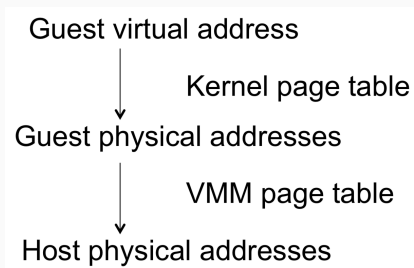 Guest virtual address
Kernel page table
Guest physical addresses
VMM page table
Host physical addresses